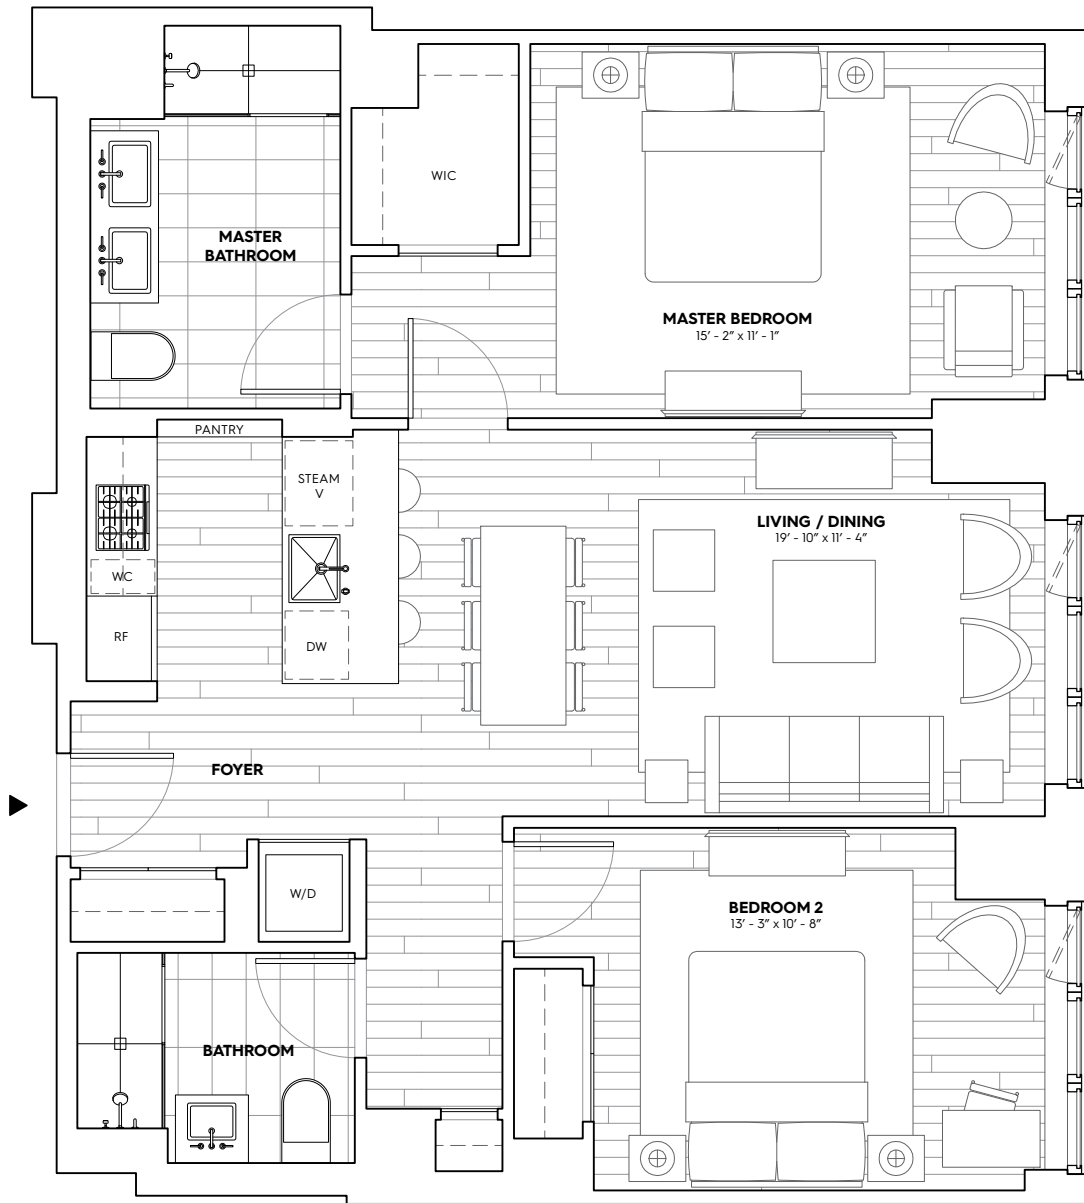 WIC
MASTER
BATHROOM
MASTER BEDROOM
15' - 2" x 11' - 1"
PANTRY
STEAM
V
WC
RF
DW
LIVING / DINING
19' - 10" x 11' - 4"
FOYER
W/D
BEDROOM 2
13' - 3" x 10' - 8"
BATHROOM